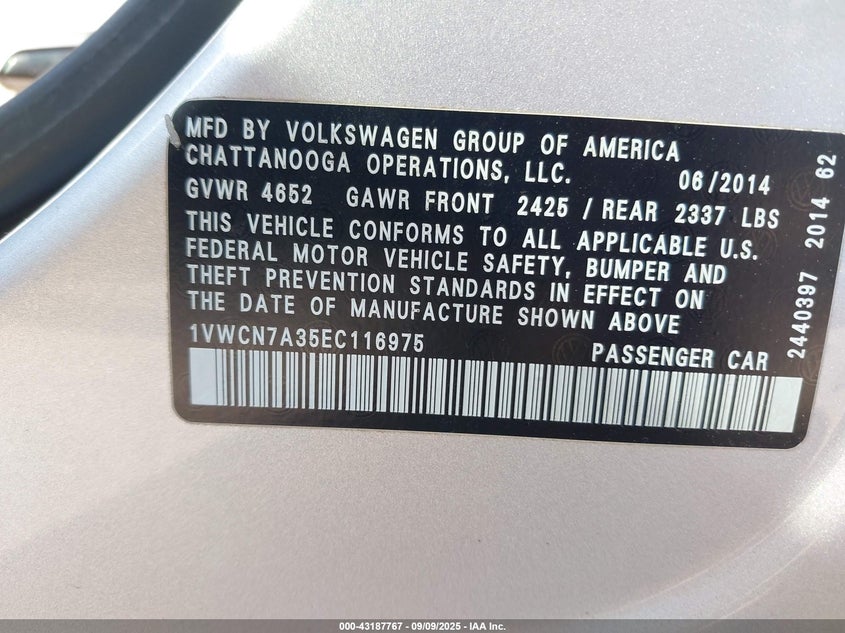 MFD BY VOLKSWAGEN GROUP OF AMERICA
CHATTANOOGA OPERATIONS, LLC. 06/2014
GVWR 4652 GAWR FRONT 2425 / REAR 2337 LBS
THIS VEHICLE CONFORMS TO ALL APPLICABLE U.S.
FEDERAL MOTOR VEHICLE SAFETY, BUMPER AND
THEFT PREVENTION STANDARDS IN EFFECT ON
THE DATE OF MANUFACTURE SHOWN ABOVE
1VWCN7A35EC116975 PASSENGER CAR
2440397 2014 62
000-43187767 - 09/09/2025 - IAA Inc.